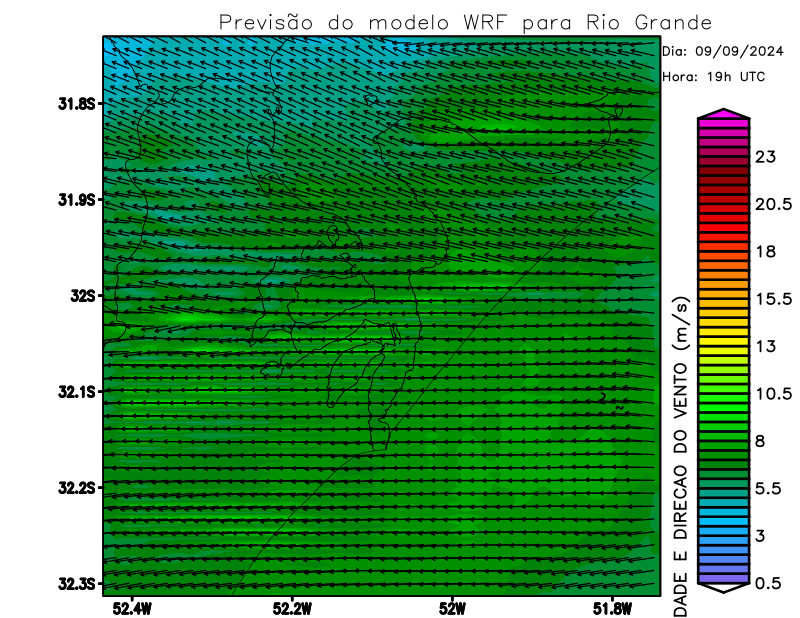 Previsão do modelo WRF para Rio Grande
Dia: 09/09/2024
Hora: 19h UTC
31.8S
31.9S
32S
32.1S
32.2S
32.3S
52.4W
52.2W
52W
51.8W
23
20.5
18
15.5
13
10.5
8
5.5
3
0.5
DADE E DIRECAO DO VENTO (m/s)